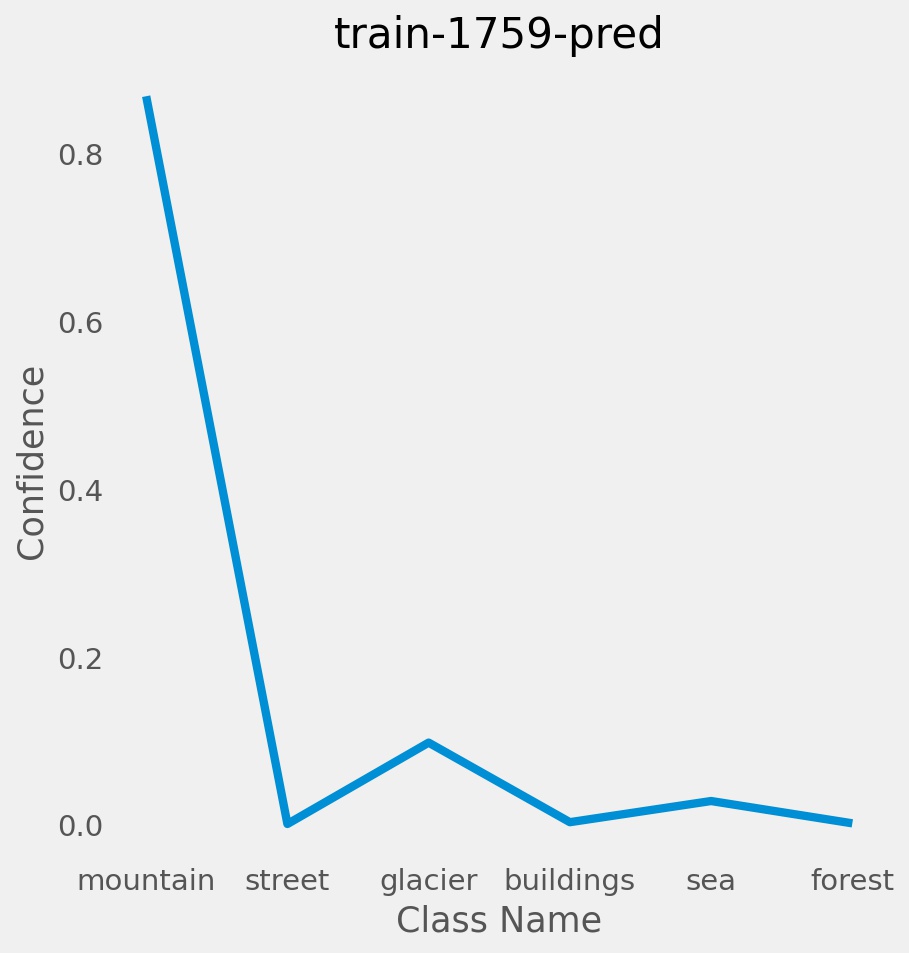 train-1759-pred
Confidence
0.8
0.6
0.4
0.2
0.0
mountain street glacier buildings sea forest
Class Name